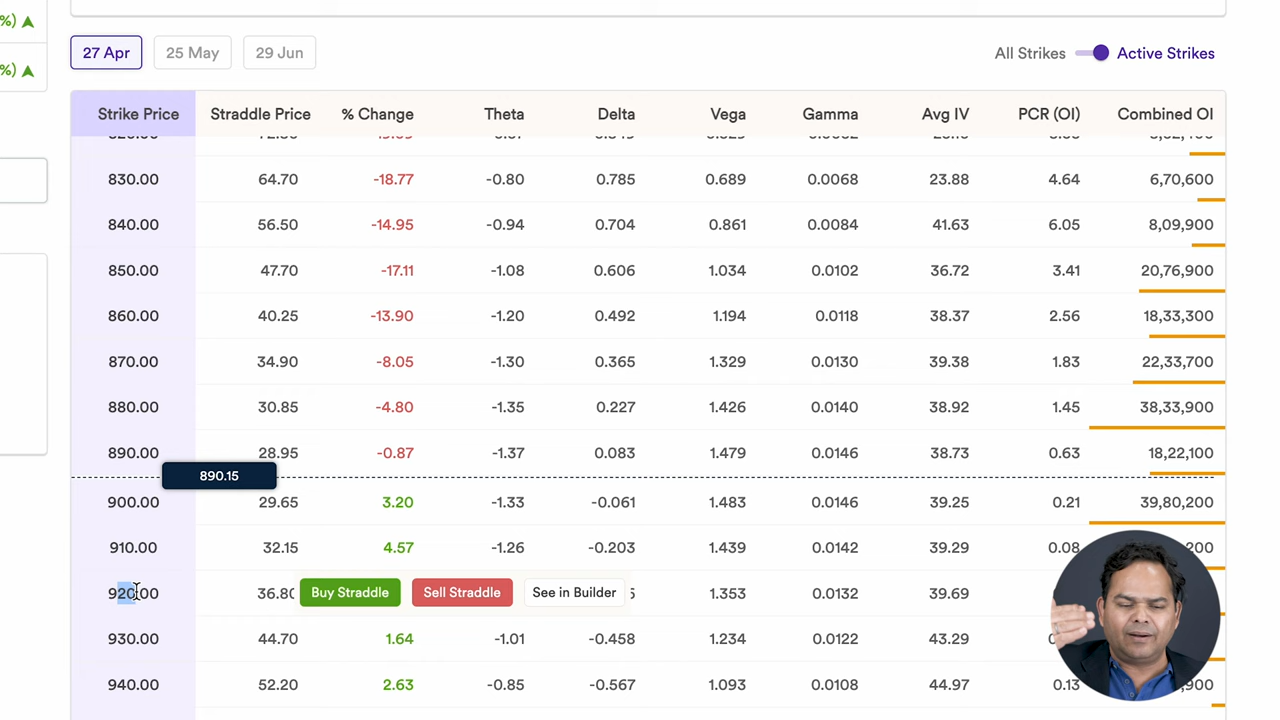 %)
%)
27 Apr 25 May 29 Jun All Strikes Active Strikes
Strike Price Straddle Price % Change Theta Delta Vega Gamma Avg IV PCR (OI) Combined OI
830.00 64.70 -18.77 -0.80 0.785 0.689 0.0068 23.88 4.64 6,70,600
840.00 56.50 -14.95 -0.94 0.704 0.861 0.0084 41.63 6.05 8,09,900
850.00 47.70 -17.11 -1.08 0.606 1.034 0.0102 36.72 3.41 20,76,900
860.00 40.25 -13.90 -1.20 0.492 1.194 0.0118 38.37 2.56 18,33,300
870.00 34.90 -8.05 -1.30 0.365 1.329 0.0130 39.38 1.83 22,33,700
880.00 30.85 -4.80 -1.35 0.227 1.426 0.0140 38.92 1.45 38,33,900
890.00 28.95 -0.87 -1.37 0.083 1.479 0.0146 38.73 0.63 18,22,100
890.15
900.00 29.65 3.20 -1.33 -0.061 1.483 0.0146 39.25 0.21 39,80,200
910.00 32.15 4.57 -1.26 -0.203 1.439 0.0142 39.29 0.08 200
920.00 36.80 Buy Straddle Sell Straddle See in Builder 5 1.353 0.0132 39.69
930.00 44.70 1.64 -1.01 -0.458 1.234 0.0122 43.29
940.00 52.20 2.63 -0.85 -0.567 1.093 0.0108 44.97 0.13 900